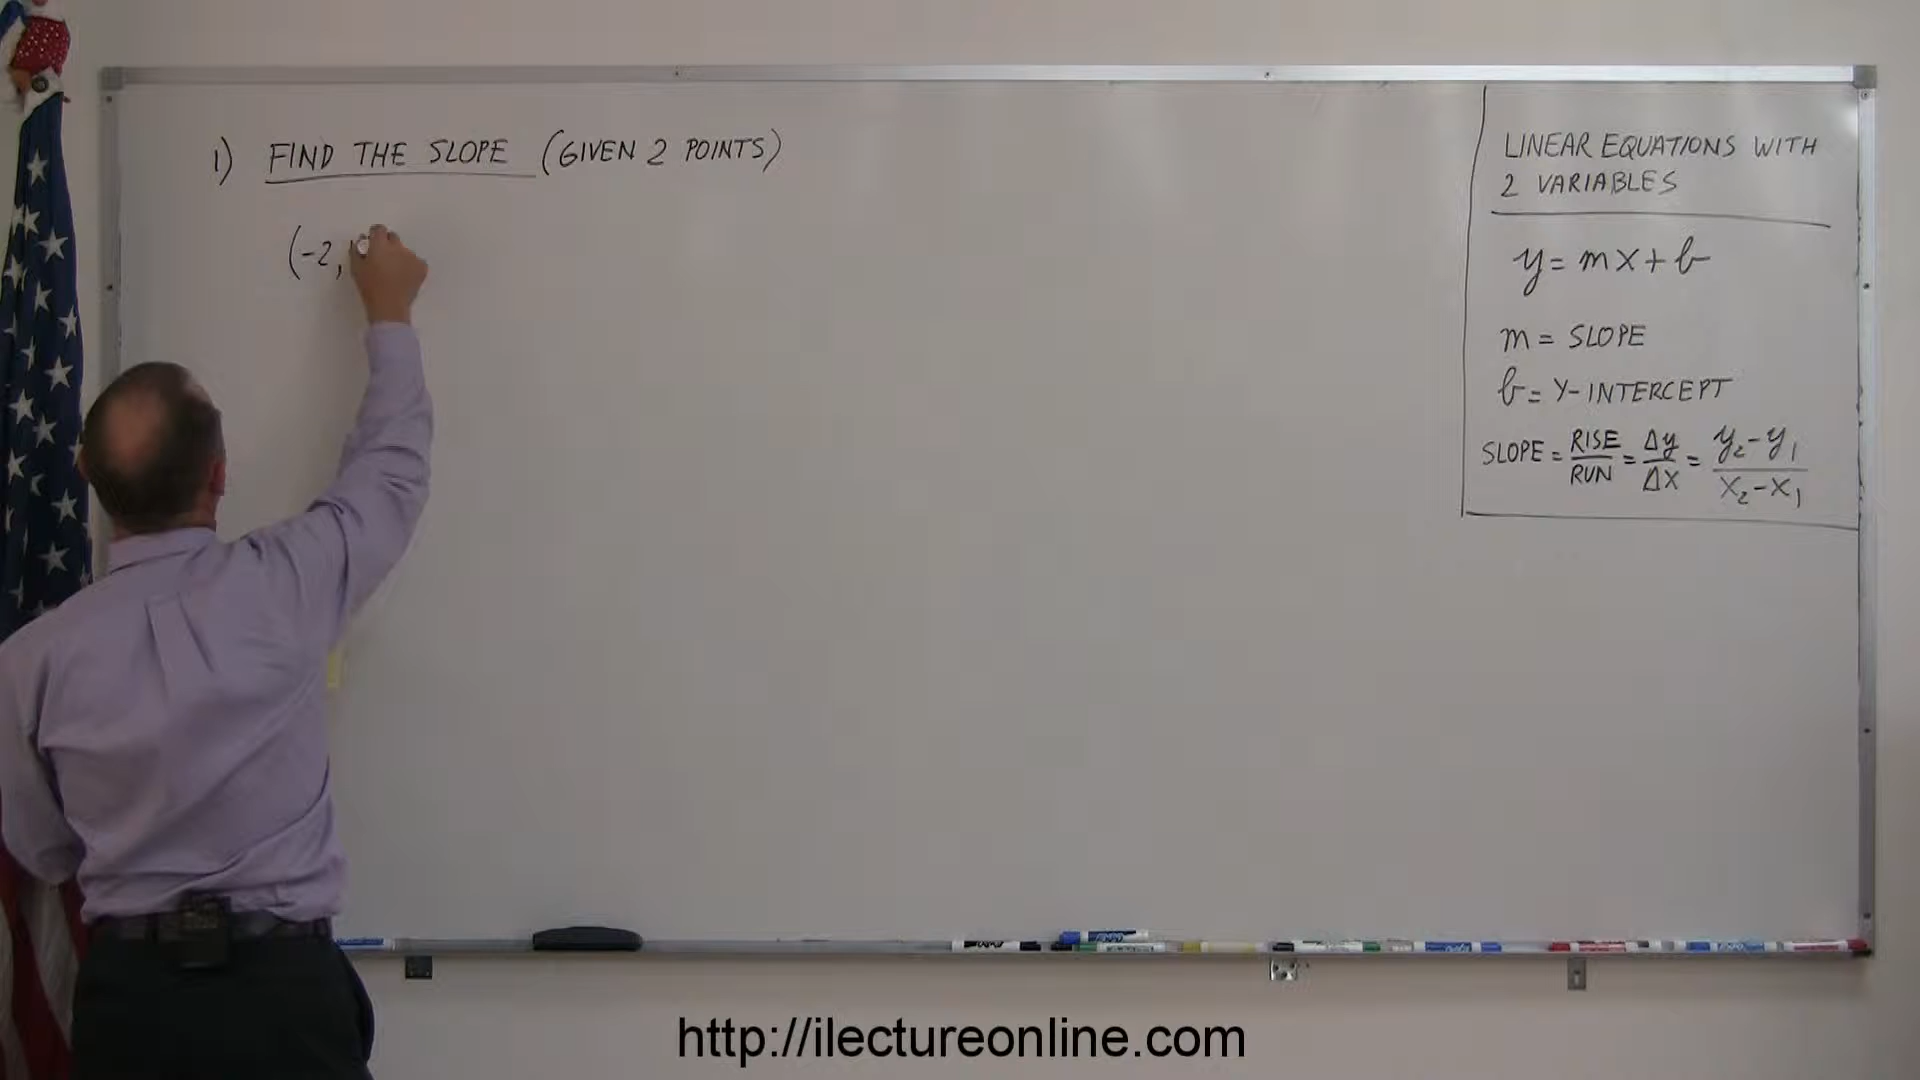 1) FIND THE SLOPE (GIVEN 2 POINTS)
(-2,
LINEAR EQUATIONS WITH
2 VARIABLES
y = mx + b
m = SLOPE
b = Y-INTERCEPT
SLOPE = RISE/RUN = Δy/Δx = y₂-y₁/x₂-x₁
http://ilectureonline.com